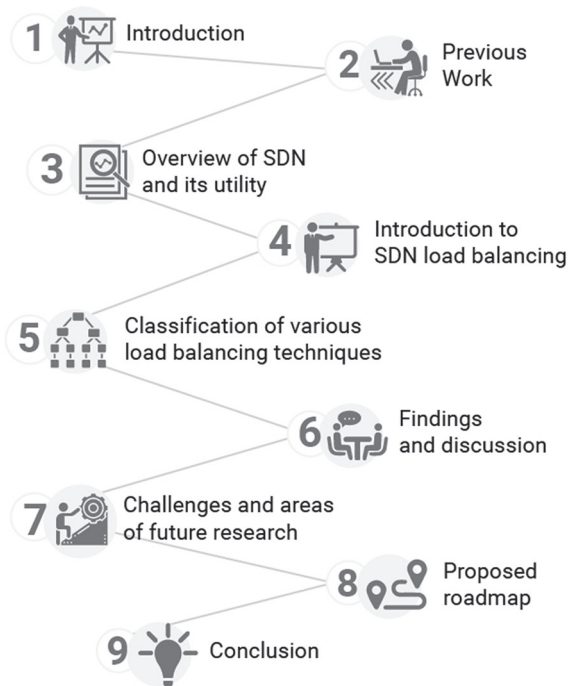 1 Introduction
2 Previous
Work
3 Overview of SDN
and its utility
4 Introduction to
SDN load balancing
5 Classification of various
load balancing techniques
6 Findings
and discussion
7 Challenges and areas
of future research
8 Proposed
roadmap
9 Conclusion